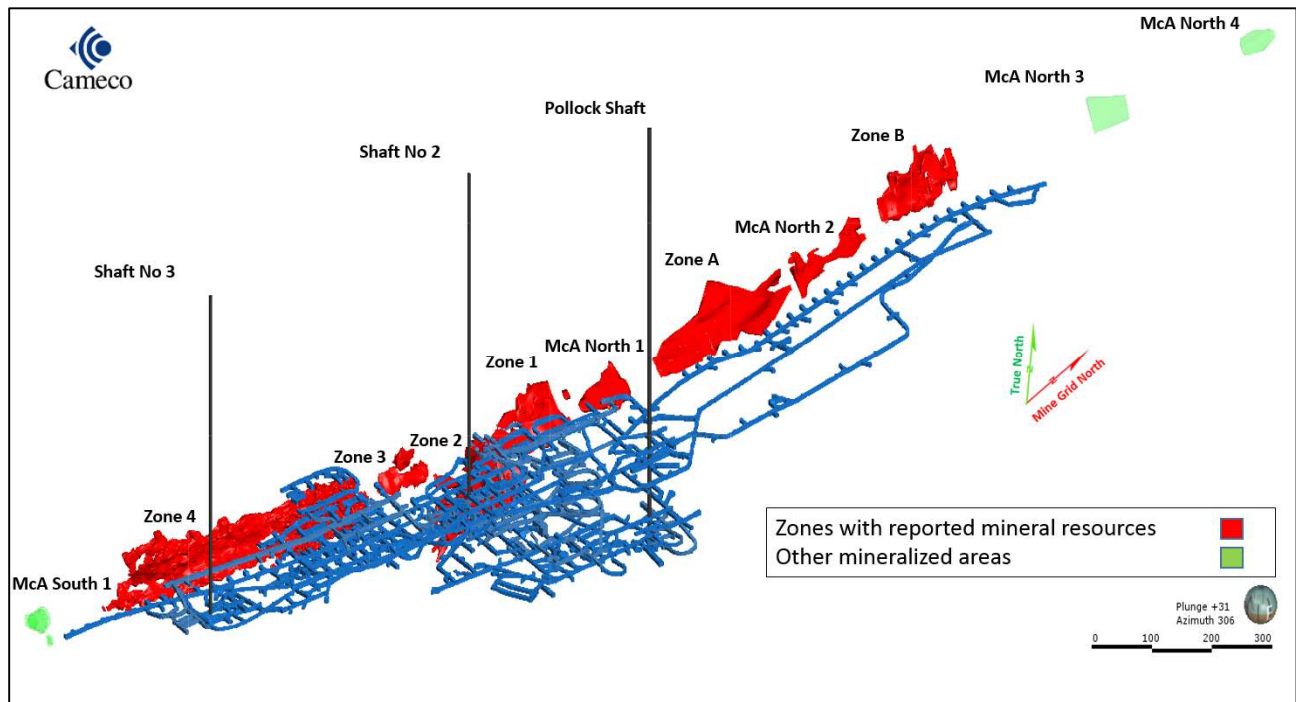 Cameco
McA North 4
McA North 3
Pollock Shaft
Zone B
Shaft No 2
McA North 2
Zone A
Shaft No 3
McA North 1
Zone 1
True North
N
Mine Grid North
N
Zone 2
Zone 3
Zone 4
McA South 1
Zones with reported mineral resources
Other mineralized areas
Plunge +31
Azimuth 306
0 100 200 300